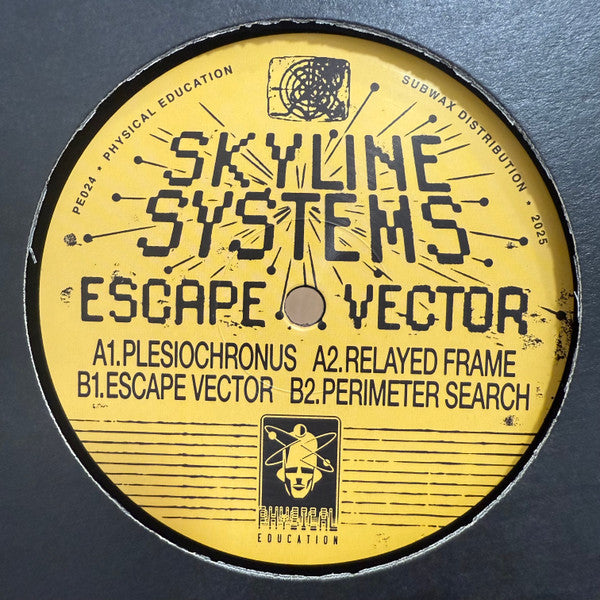 PE024 * PHYSICAL EDUCATION
SUBWAX DISTRIBUTION * 2025
SKYLINE
SYSTEMS
ESCAPE VECTOR
A1.PLESIOCHRONUS A2.RELAYED FRAME
B1.ESCAPE VECTOR B2.PERIMETER SEARCH
PHYSICAL
EDUCATION